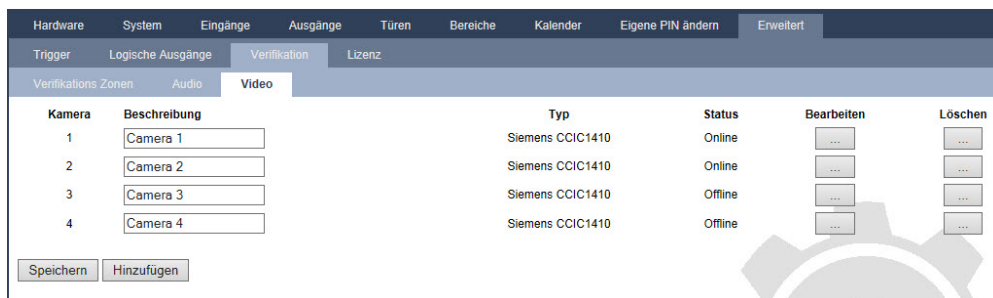 Hardware System Eingänge Ausgänge Türen Bereiche Kalender Eigene PIN ändern Erweitert
Trigger Logische Ausgänge Verifikation Lizenz
Verifikations Zonen Audio Video
Kamera Beschreibung Typ Status Bearbeiten Löschen
1 Camera 1 Siemens CCIC1410 Online ... ...
2 Camera 2 Siemens CCIC1410 Online ... ...
3 Camera 3 Siemens CCIC1410 Offline ... ...
4 Camera 4 Siemens CCIC1410 Offline ... ...
Speichern Hinzufügen